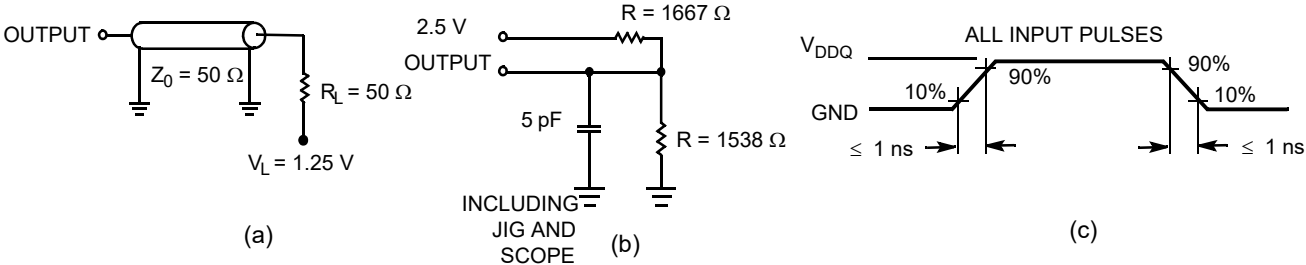 OUTPUT
Z0 = 50 Ω
RL = 50 Ω
VL = 1.25 V
(a)
R = 1667 Ω
2.5 V
OUTPUT
5 pF
R = 1538 Ω
INCLUDING
JIG AND
SCOPE
(b)
ALL INPUT PULSES
VDDQ
GND
10%
90%
90%
10%
≤ 1 ns
≤ 1 ns
(c)